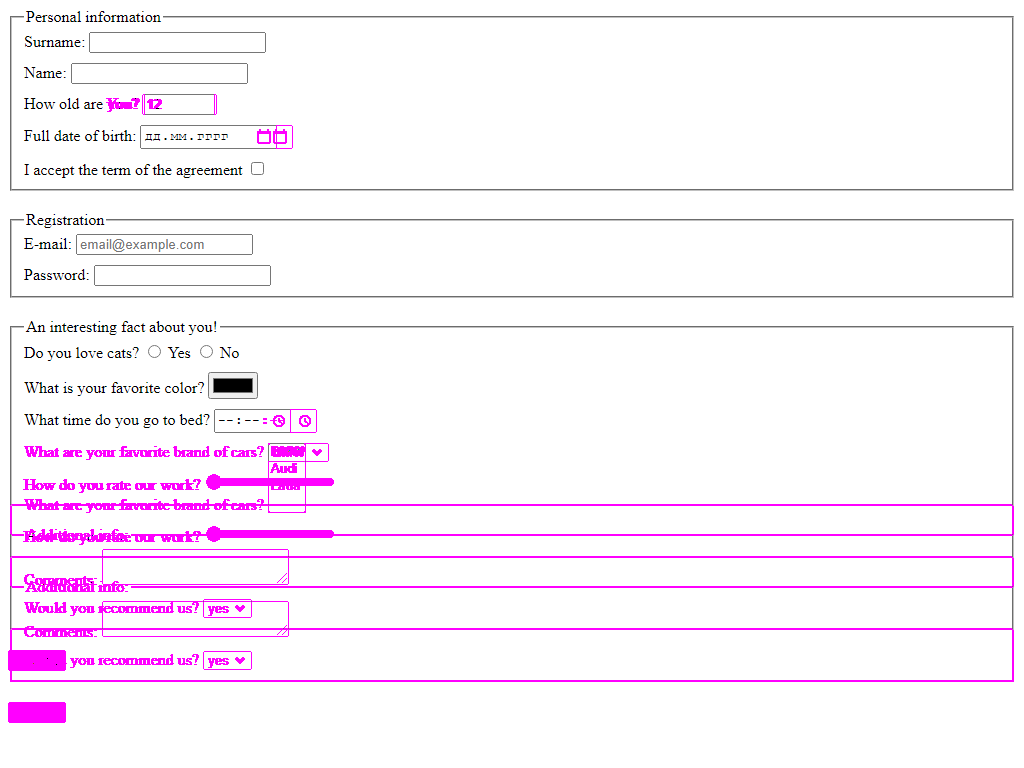 Personal information
Surname:
Name:
How old are You? 12
Full date of birth: дд.мм.гггг
I accept the term of the agreement
Registration
E-mail: email@example.com
Password:
An interesting fact about you!
Do you love cats? Yes No
What is your favorite color?
What time do you go to bed? --:--
What are your favorite brand of cars?
Audi
How do you rate our work?
What are your favorite brand of cars?
Additional info:
How do you rate our work?
Comments:
Additional info:
Would you recommend us? yes
Comments:
you recommend us? yes